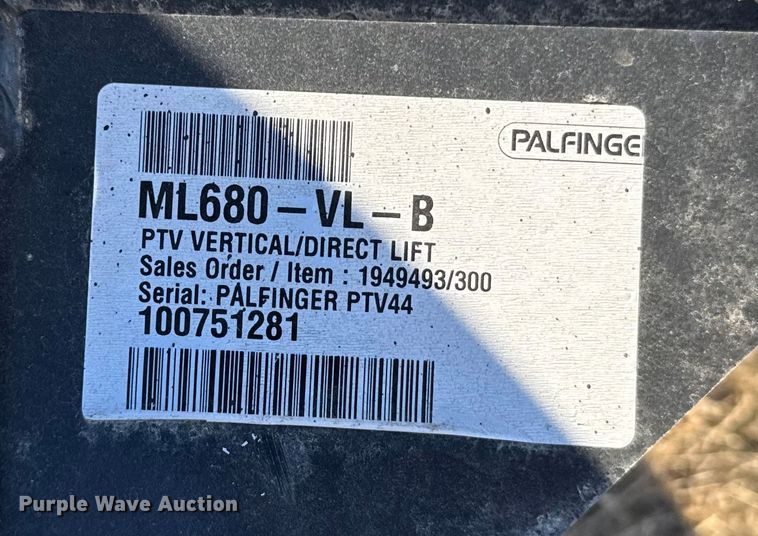 PALFINGE
ML680-VL-B
PTV VERTICAL/DIRECT LIFT
Sales Order / Item : 1949493/300
Serial: PALFINGER PTV44
100751281
Purple Wave Auction